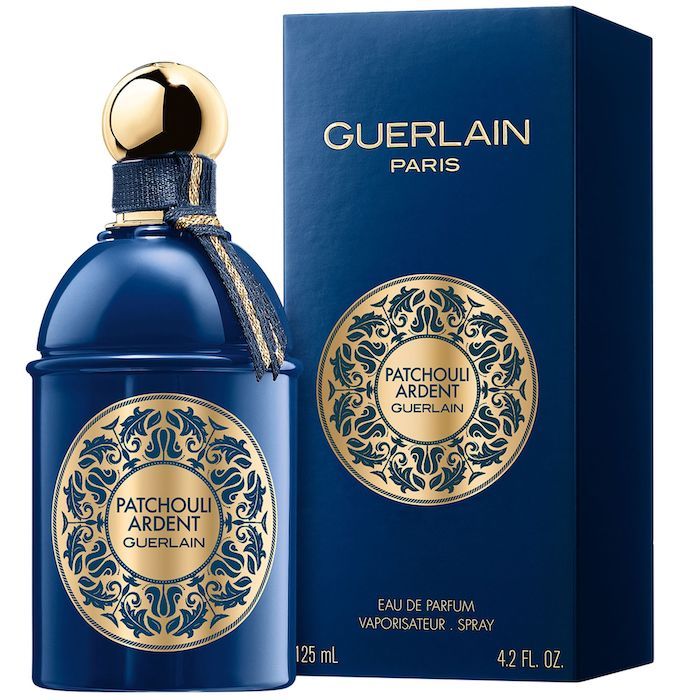 GUERLAIN
PARIS
PATCHOULI
ARDENT
GUERLAIN
EAU DE PARFUM
VAPORISATEUR . SPRAY
125 mL 4.2 FL. OZ.
PATCHOULI
ARDENT
GUERLAIN